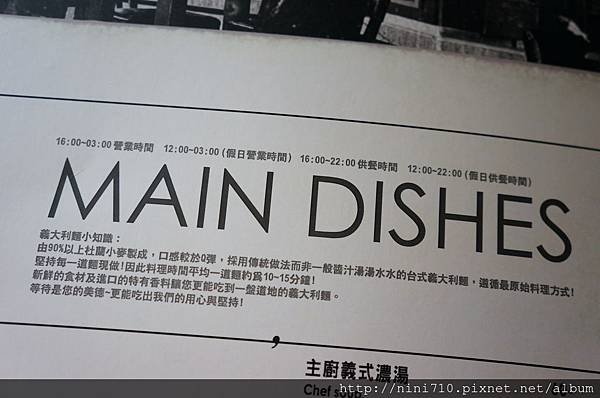 16:00~03:00 營業時間 12:00~03:00 (假日營業時間) 16:00~22:00 供餐時間 12:00~22:00 (假日供餐時間)
MAIN DISHES
義大利麵小知識：
由90%以上杜蘭小麥製成，口感較於Q彈，採用傳統做法而非一般醬汁湯湯水水的台式義大利麵，遵循最原始料理方式!
堅持每一道麵現做!因此料理時間平均一道麵約為10~15分鐘!
新鮮的食材及進口的特有香料讓您更能吃到一盤道地的義大利麵。
等待是您的美德~更能吃出我們的用心與堅持!
主廚義式濃湯
Chef soup
http://nini710.pixnet.net/album